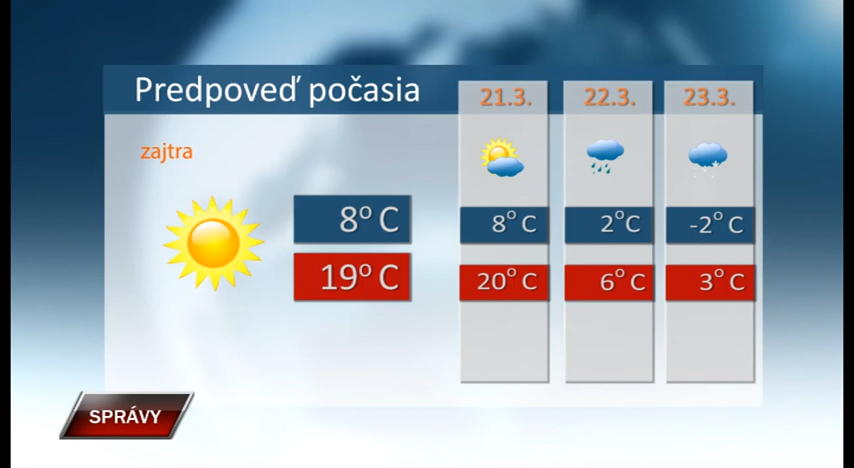 Predpoveď počasia
zajtra
8° C
19° C
21.3. 22.3. 23.3.
8° C 2°C -2° C
20° C 6° C 3° C
SPRÁVY